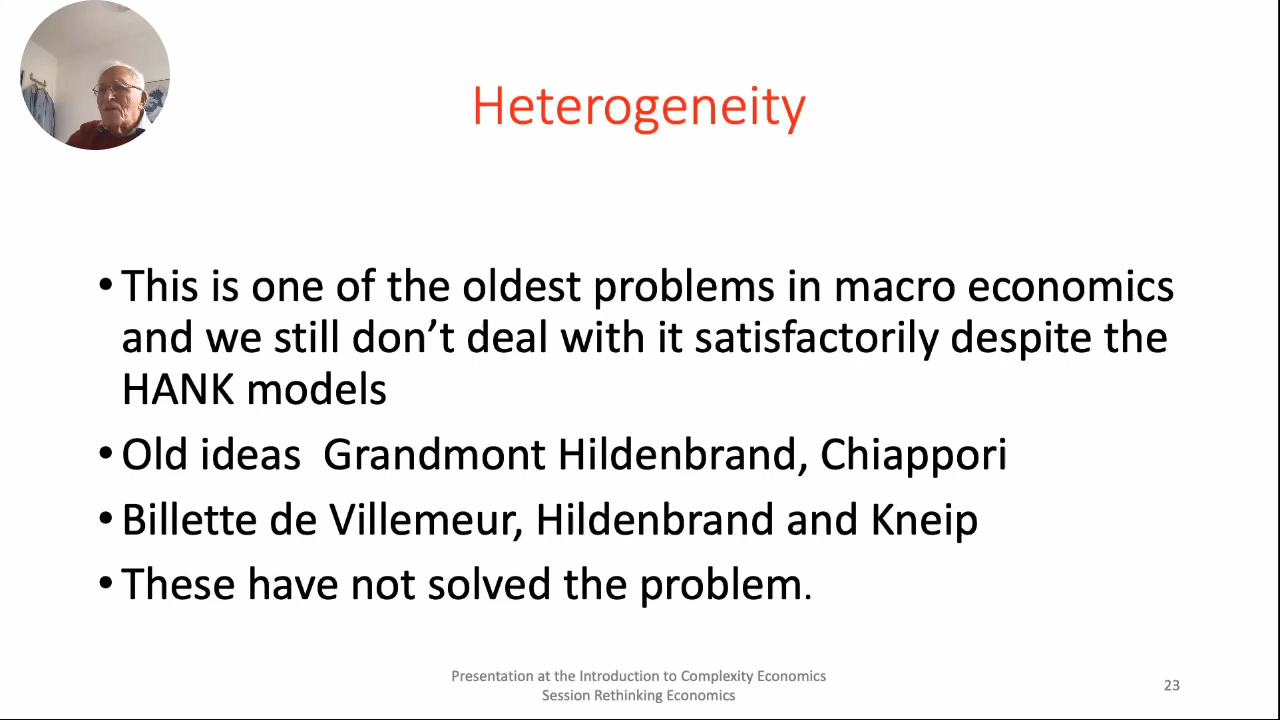 Heterogeneity
• This is one of the oldest problems in macro economics
and we still don’t deal with it satisfactorily despite the
HANK models
• Old ideas  Grandmont Hildenbrand, Chiappori
• Billette de Villemeur, Hildenbrand and Kneip
• These have not solved the problem.
Presentation at the Introduction to Complexity Economics
Session Rethinking Economics
23